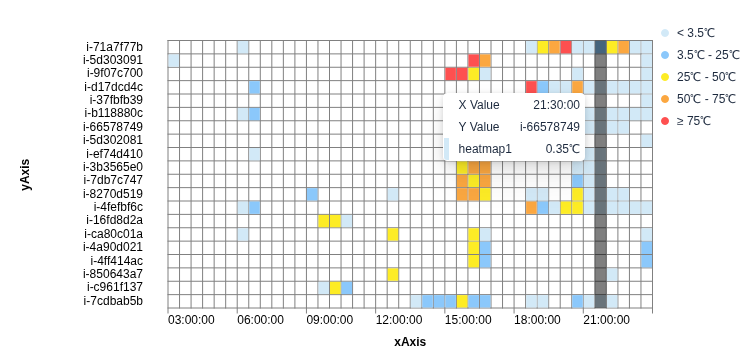 i-71a7f77b
i-5d303091
i-9f07c700
i-d17dcd4c
i-37fbfb39
i-b118880c
i-66578749
i-5d302081
i-ef74d410
i-3b3565e0
i-7db7c747
i-8270d519
i-4fefbf6c
i-16fd8d2a
i-ca80c01a
i-4a90d021
i-4ff414ac
i-850643a7
i-c961f137
i-7cdbab5b
yAxis
X Value 21:30:00
Y Value i-66578749
heatmap1 0.35℃
< 3.5℃
3.5℃ - 25℃
25℃ - 50℃
50℃ - 75℃
≥ 75℃
03:00:00 06:00:00 09:00:00 12:00:00 15:00:00 18:00:00 21:00:00
xAxis